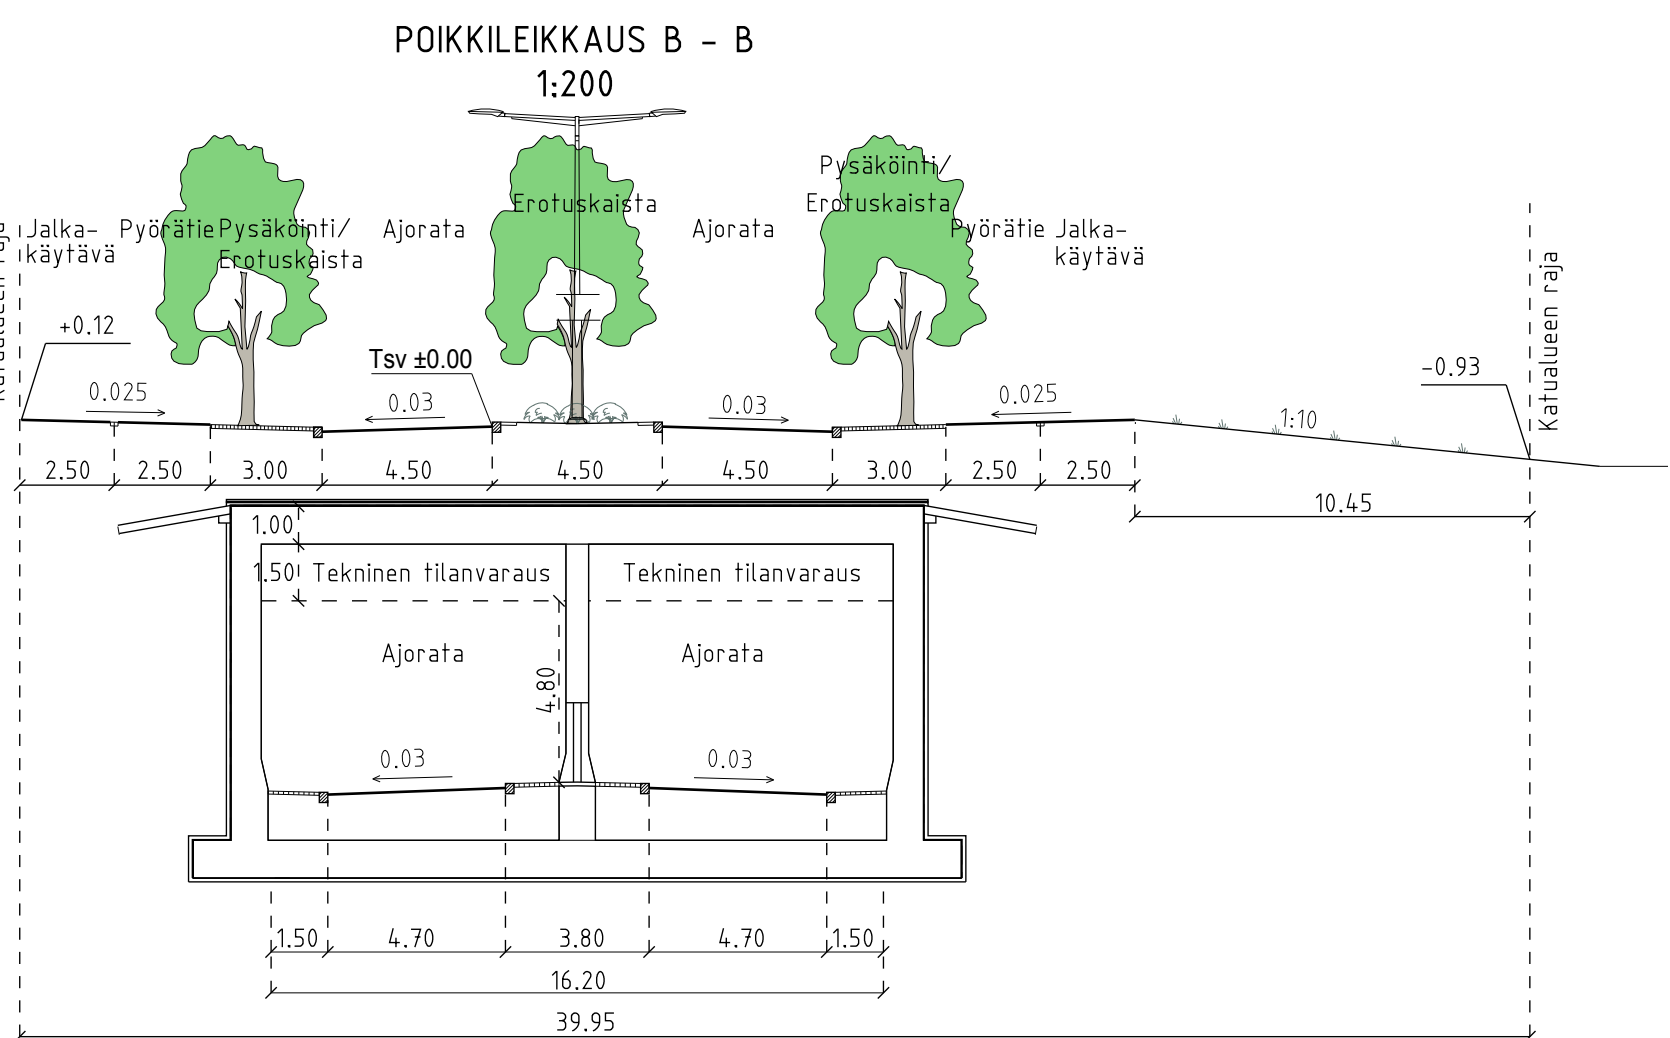 POIKKILEIKKAUS B - B
1:200
Pysäköinti/
Erotuskaista
Erotuskaista
Jalka-
käytävä
Pyörätie
Pysäköinti/
Erotuskaista
Ajorata
Ajorata
Pyörätie
Jalka-
käytävä
Katualueen raja
+0.12
Tsv ±0.00
-0.93
0.025
0.03
0.03
0.025
1:10
2.50
2.50
3.00
4.50
4.50
4.50
3.00
2.50
2.50
10.45
1.00
1.50
Tekninen tilanvaraus
Tekninen tilanvaraus
Ajorata
Ajorata
4.80
0.03
0.03
1.50
4.70
3.80
4.70
1.50
16.20
39.95